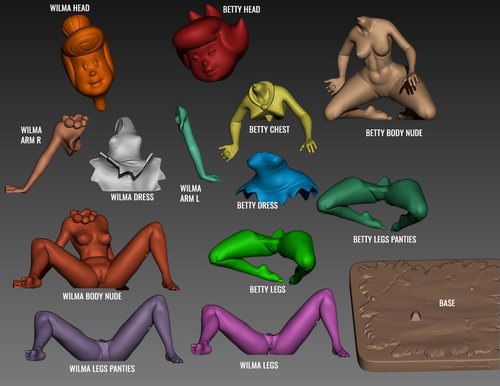 WILMA HEAD
BETTY HEAD
BETTY CHEST
BETTY BODY NUDE
WILMA
ARM R
WILMA DRESS
WILMA
ARM L
BETTY DRESS
BETTY LEGS PANTIES
WILMA BODY NUDE
BETTY LEGS
BASE
WILMA LEGS PANTIES
WILMA LEGS